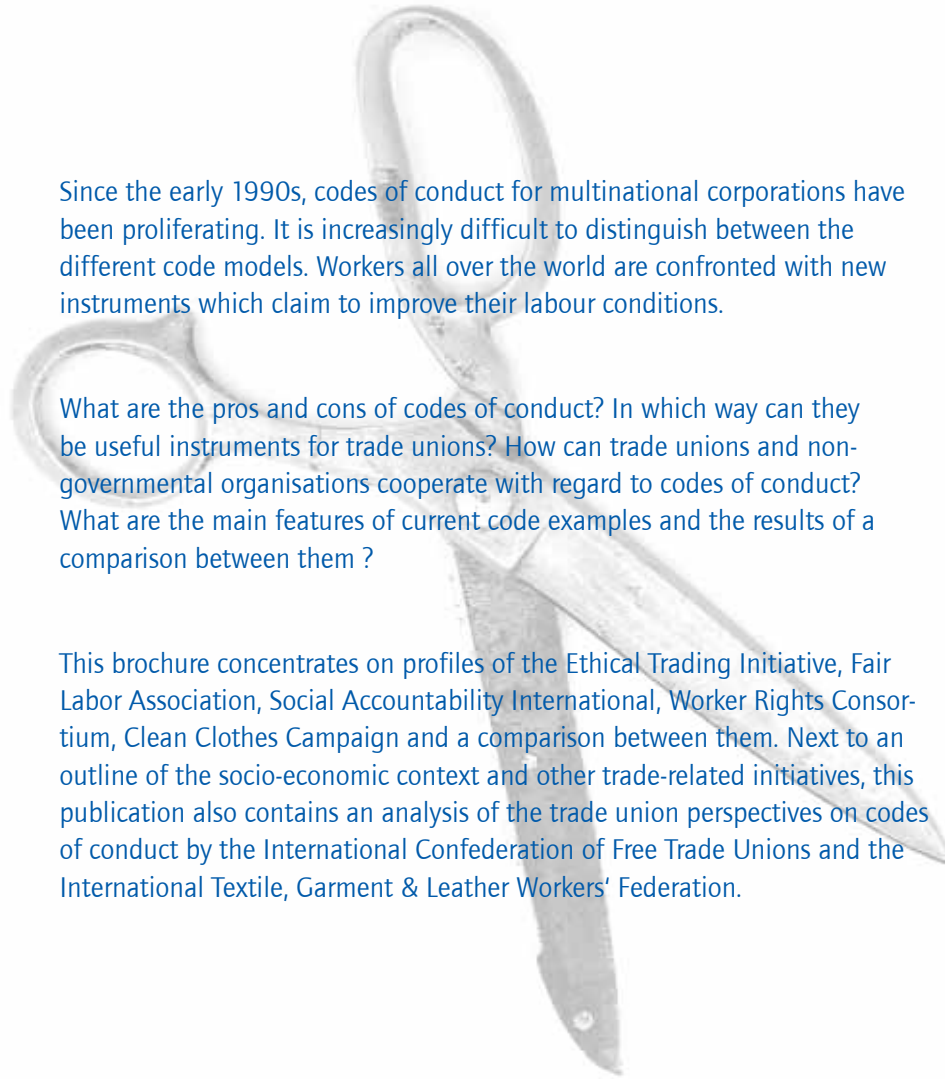 Since the early 1990s, codes of conduct for multinational corporations have
been proliferating. It is increasingly difficult to distinguish between the
different code models. Workers all over the world are confronted with new
instruments which claim to improve their labour conditions.
What are the pros and cons of codes of conduct? In which way can they
be useful instruments for trade unions? How can trade unions and non-
governmental organisations cooperate with regard to codes of conduct?
What are the main features of current code examples and the results of a
comparison between them ?
This brochure concentrates on profiles of the Ethical Trading Initiative, Fair
Labor Association, Social Accountability International, Worker Rights Consor-
tium, Clean Clothes Campaign and a comparison between them. Next to an
outline of the socio-economic context and other trade-related initiatives, this
publication also contains an analysis of the trade union perspectives on codes
of conduct by the International Confederation of Free Trade Unions and the
International Textile, Garment & Leather Workers‘ Federation.